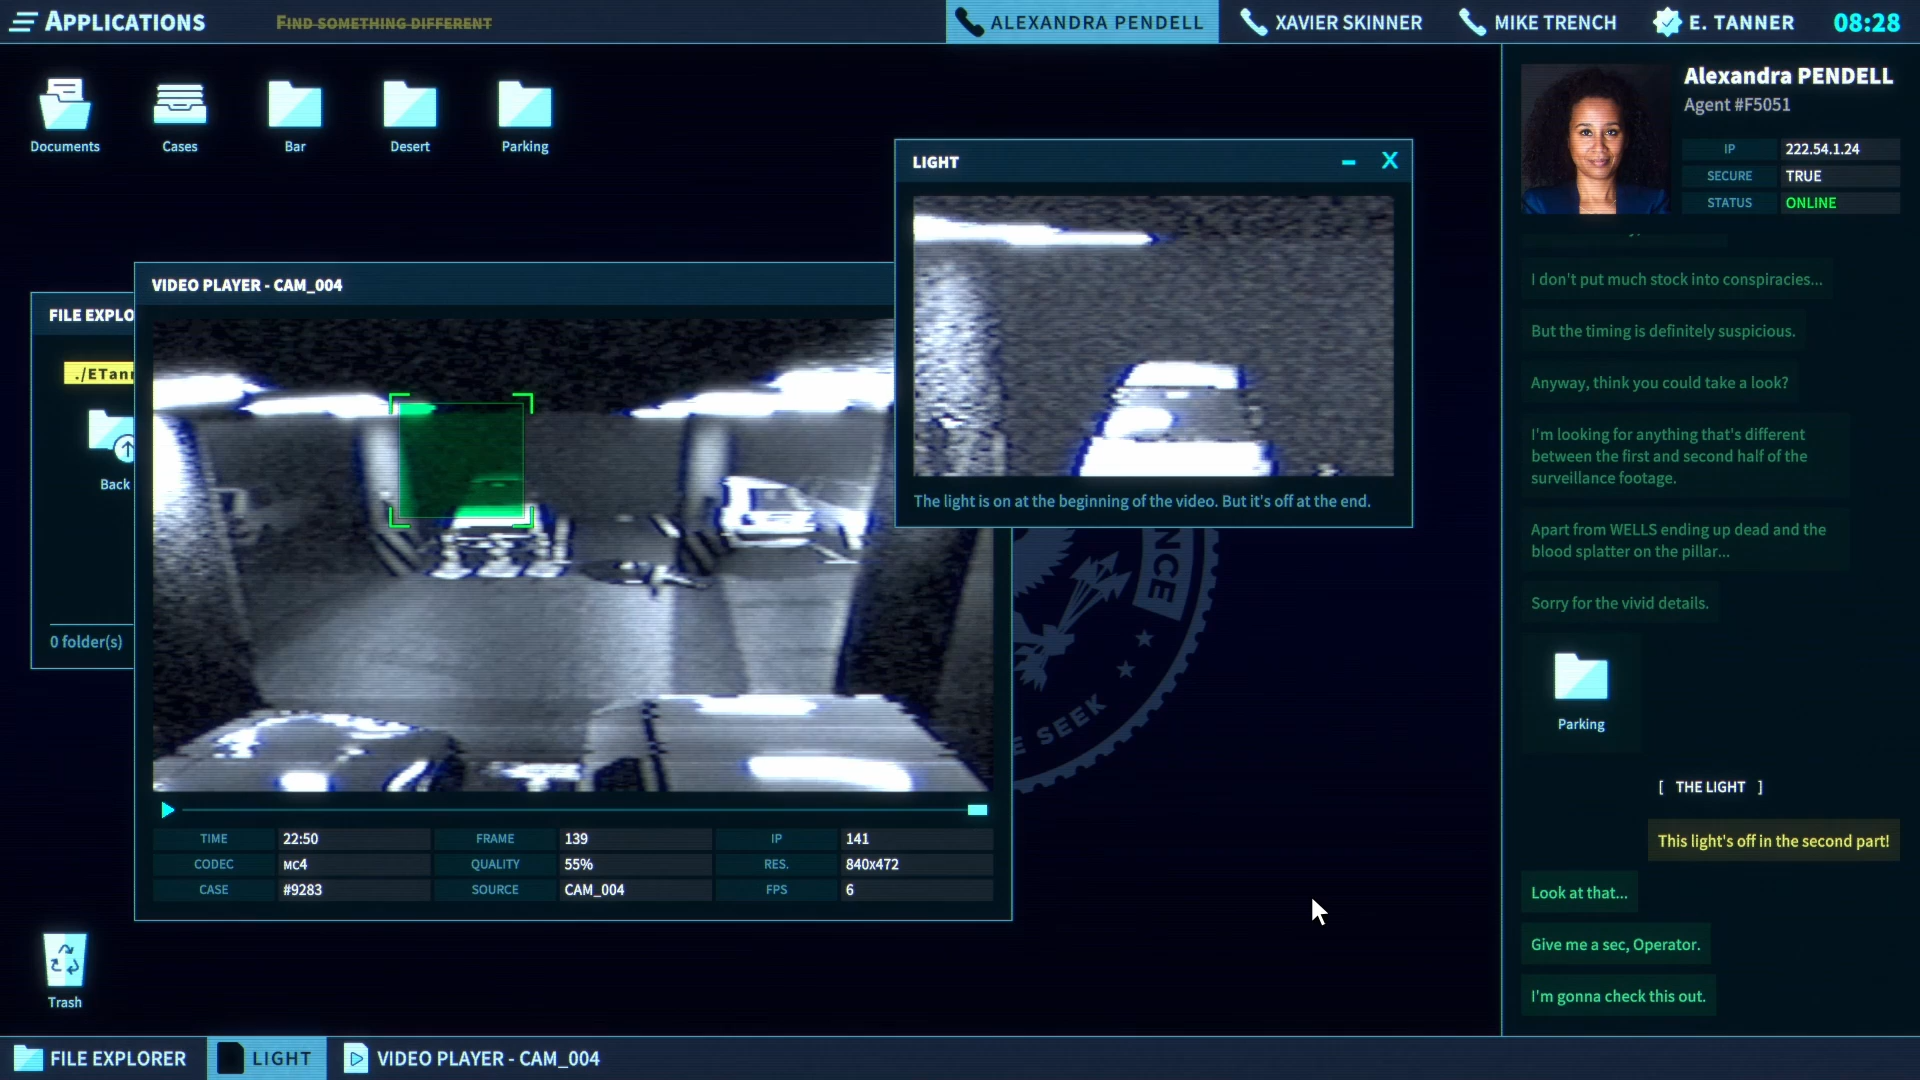 APPLICATIONS
FIND SOMETHING DIFFERENT
ALEXANDRA PENDELL
XAVIER SKINNER
MIKE TRENCH
E. TANNER
08:28
Documents
Cases
Bar
Desert
Parking
FILE EXPLO
./ETann
Back
0 folder(s)
VIDEO PLAYER - CAM_004
TIME 22:50 FRAME 139 IP 141
CODEC MC4 QUALITY 55% RES. 840x472
CASE #9283 SOURCE CAM_004 FPS 6
LIGHT
X
The light is on at the beginning of the video. But it's off at the end.
NCE
E SEEK
Alexandra PENDELL
Agent #F5051
IP 222.54.1.24
SECURE TRUE
STATUS ONLINE
I don't put much stock into conspiracies...
But the timing is definitely suspicious.
Anyway, think you could take a look?
I'm looking for anything that's different
between the first and second half of the
surveillance footage.
Apart from WELLS ending up dead and the
blood splatter on the pillar...
Sorry for the vivid details.
Parking
[ THE LIGHT ]
This light's off in the second part!
Look at that...
Give me a sec, Operator.
I'm gonna check this out.
Trash
FILE EXPLORER
LIGHT
VIDEO PLAYER - CAM_004